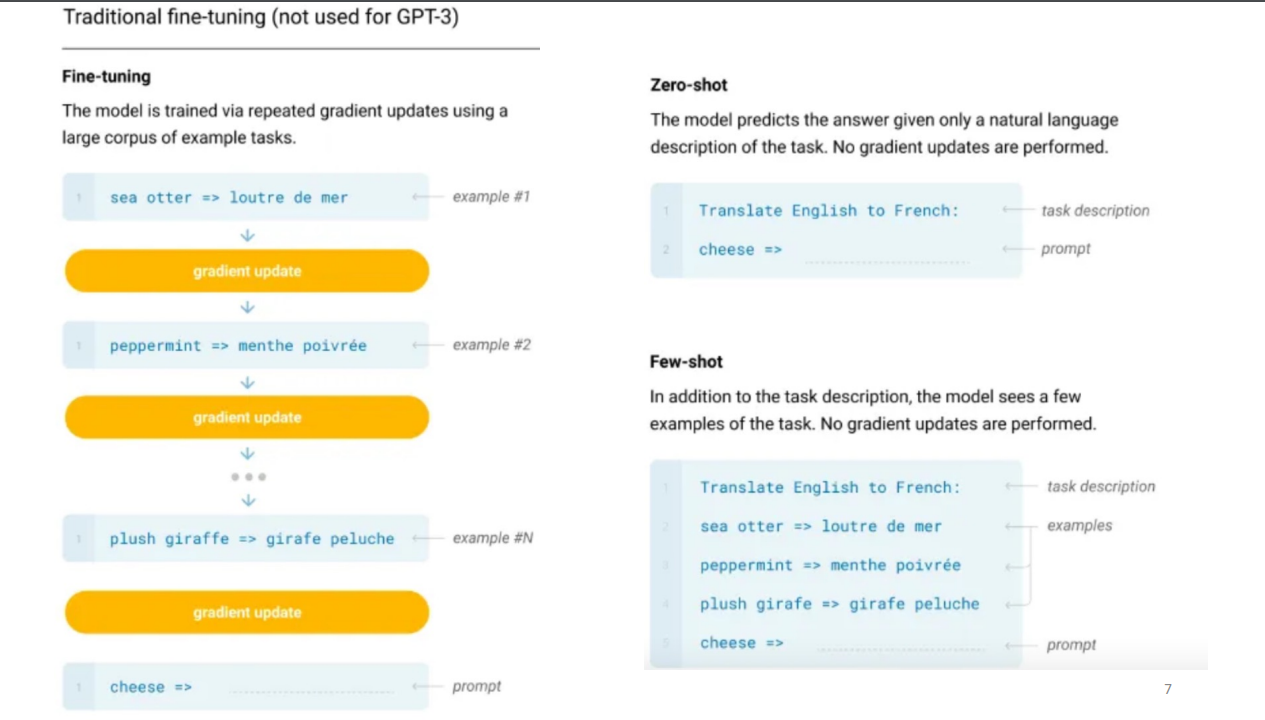 Traditional fine-tuning (not used for GPT-3)
Fine-tuning
The model is trained via repeated gradient updates using a
large corpus of example tasks.
1 sea otter => loutre de mer example #1
gradient update
1 peppermint => menthe poivrée example #2
gradient update
1 plush giraffe => girafe peluche example #N
gradient update
1 cheese => prompt
Zero-shot
The model predicts the answer given only a natural language
description of the task. No gradient updates are performed.
1 Translate English to French: task description
2 cheese => prompt
Few-shot
In addition to the task description, the model sees a few
examples of the task. No gradient updates are performed.
1 Translate English to French: task description
2 sea otter => loutre de mer examples
3 peppermint => menthe poivrée
4 plush girafe => girafe peluche
5 cheese => prompt
7